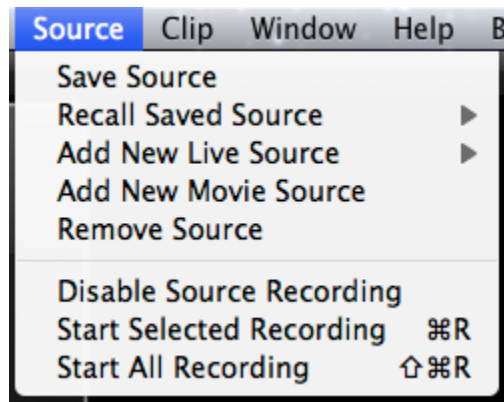 Source Clip Window Help
Save Source
Recall Saved Source ▶
Add New Live Source ▶
Add New Movie Source
Remove Source
Disable Source Recording
Start Selected Recording ⌘R
Start All Recording ⇧⌘R